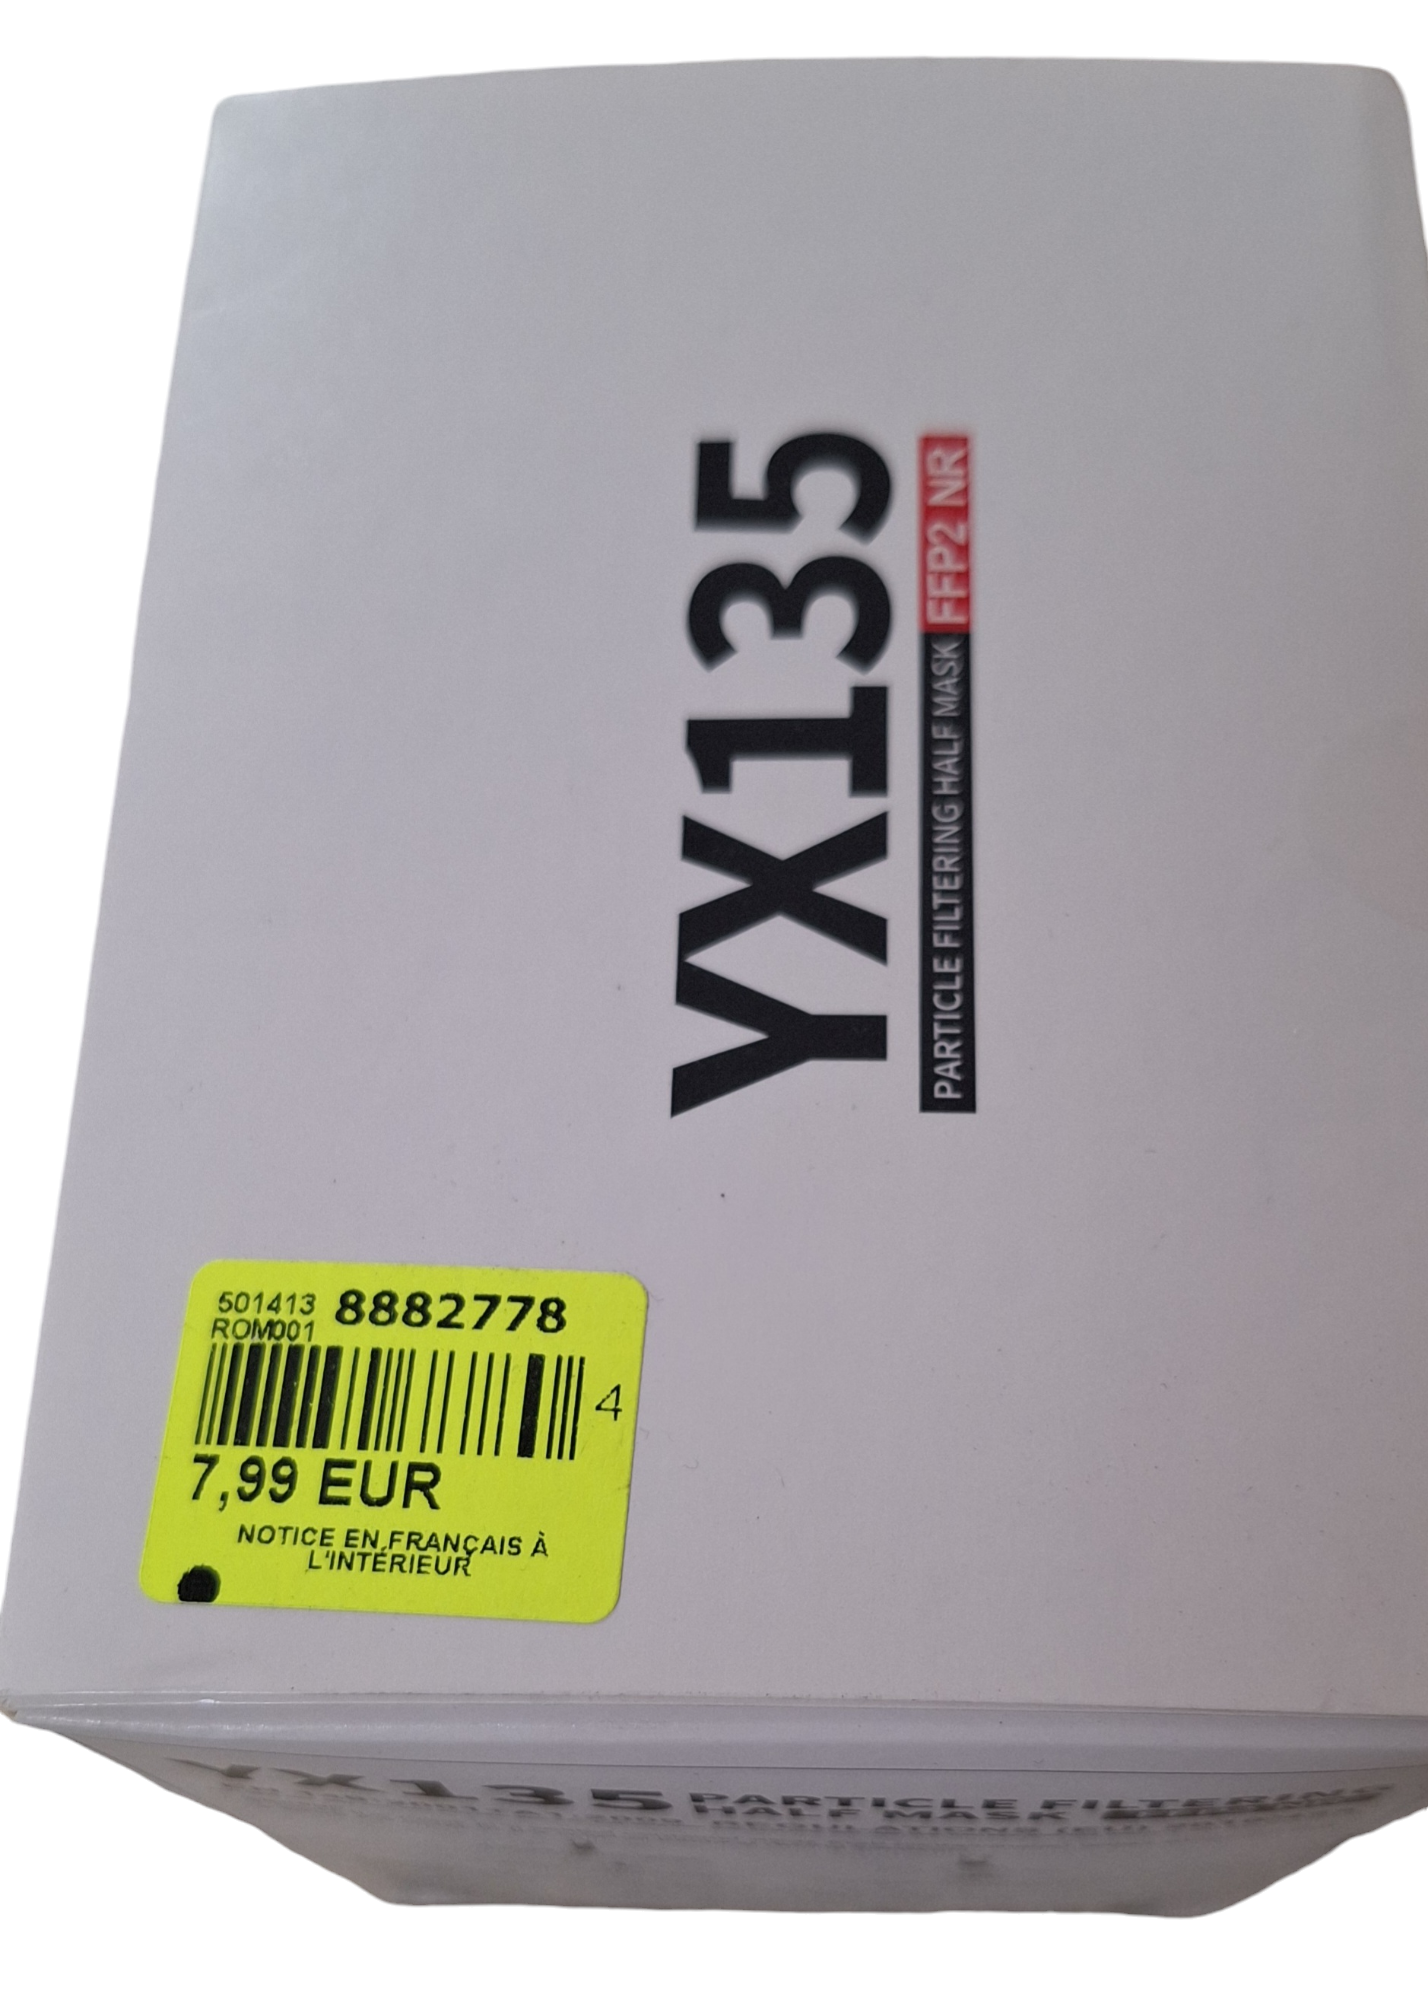 YX135
PARTICLE FILTERING HALF MASK FFP2 NR
501413 8882778
ROM001
4
7,99 EUR
NOTICE EN FRANÇAIS À
L'INTÉRIEUR
YX135 PARTICLE FILTERING
HALF MASK